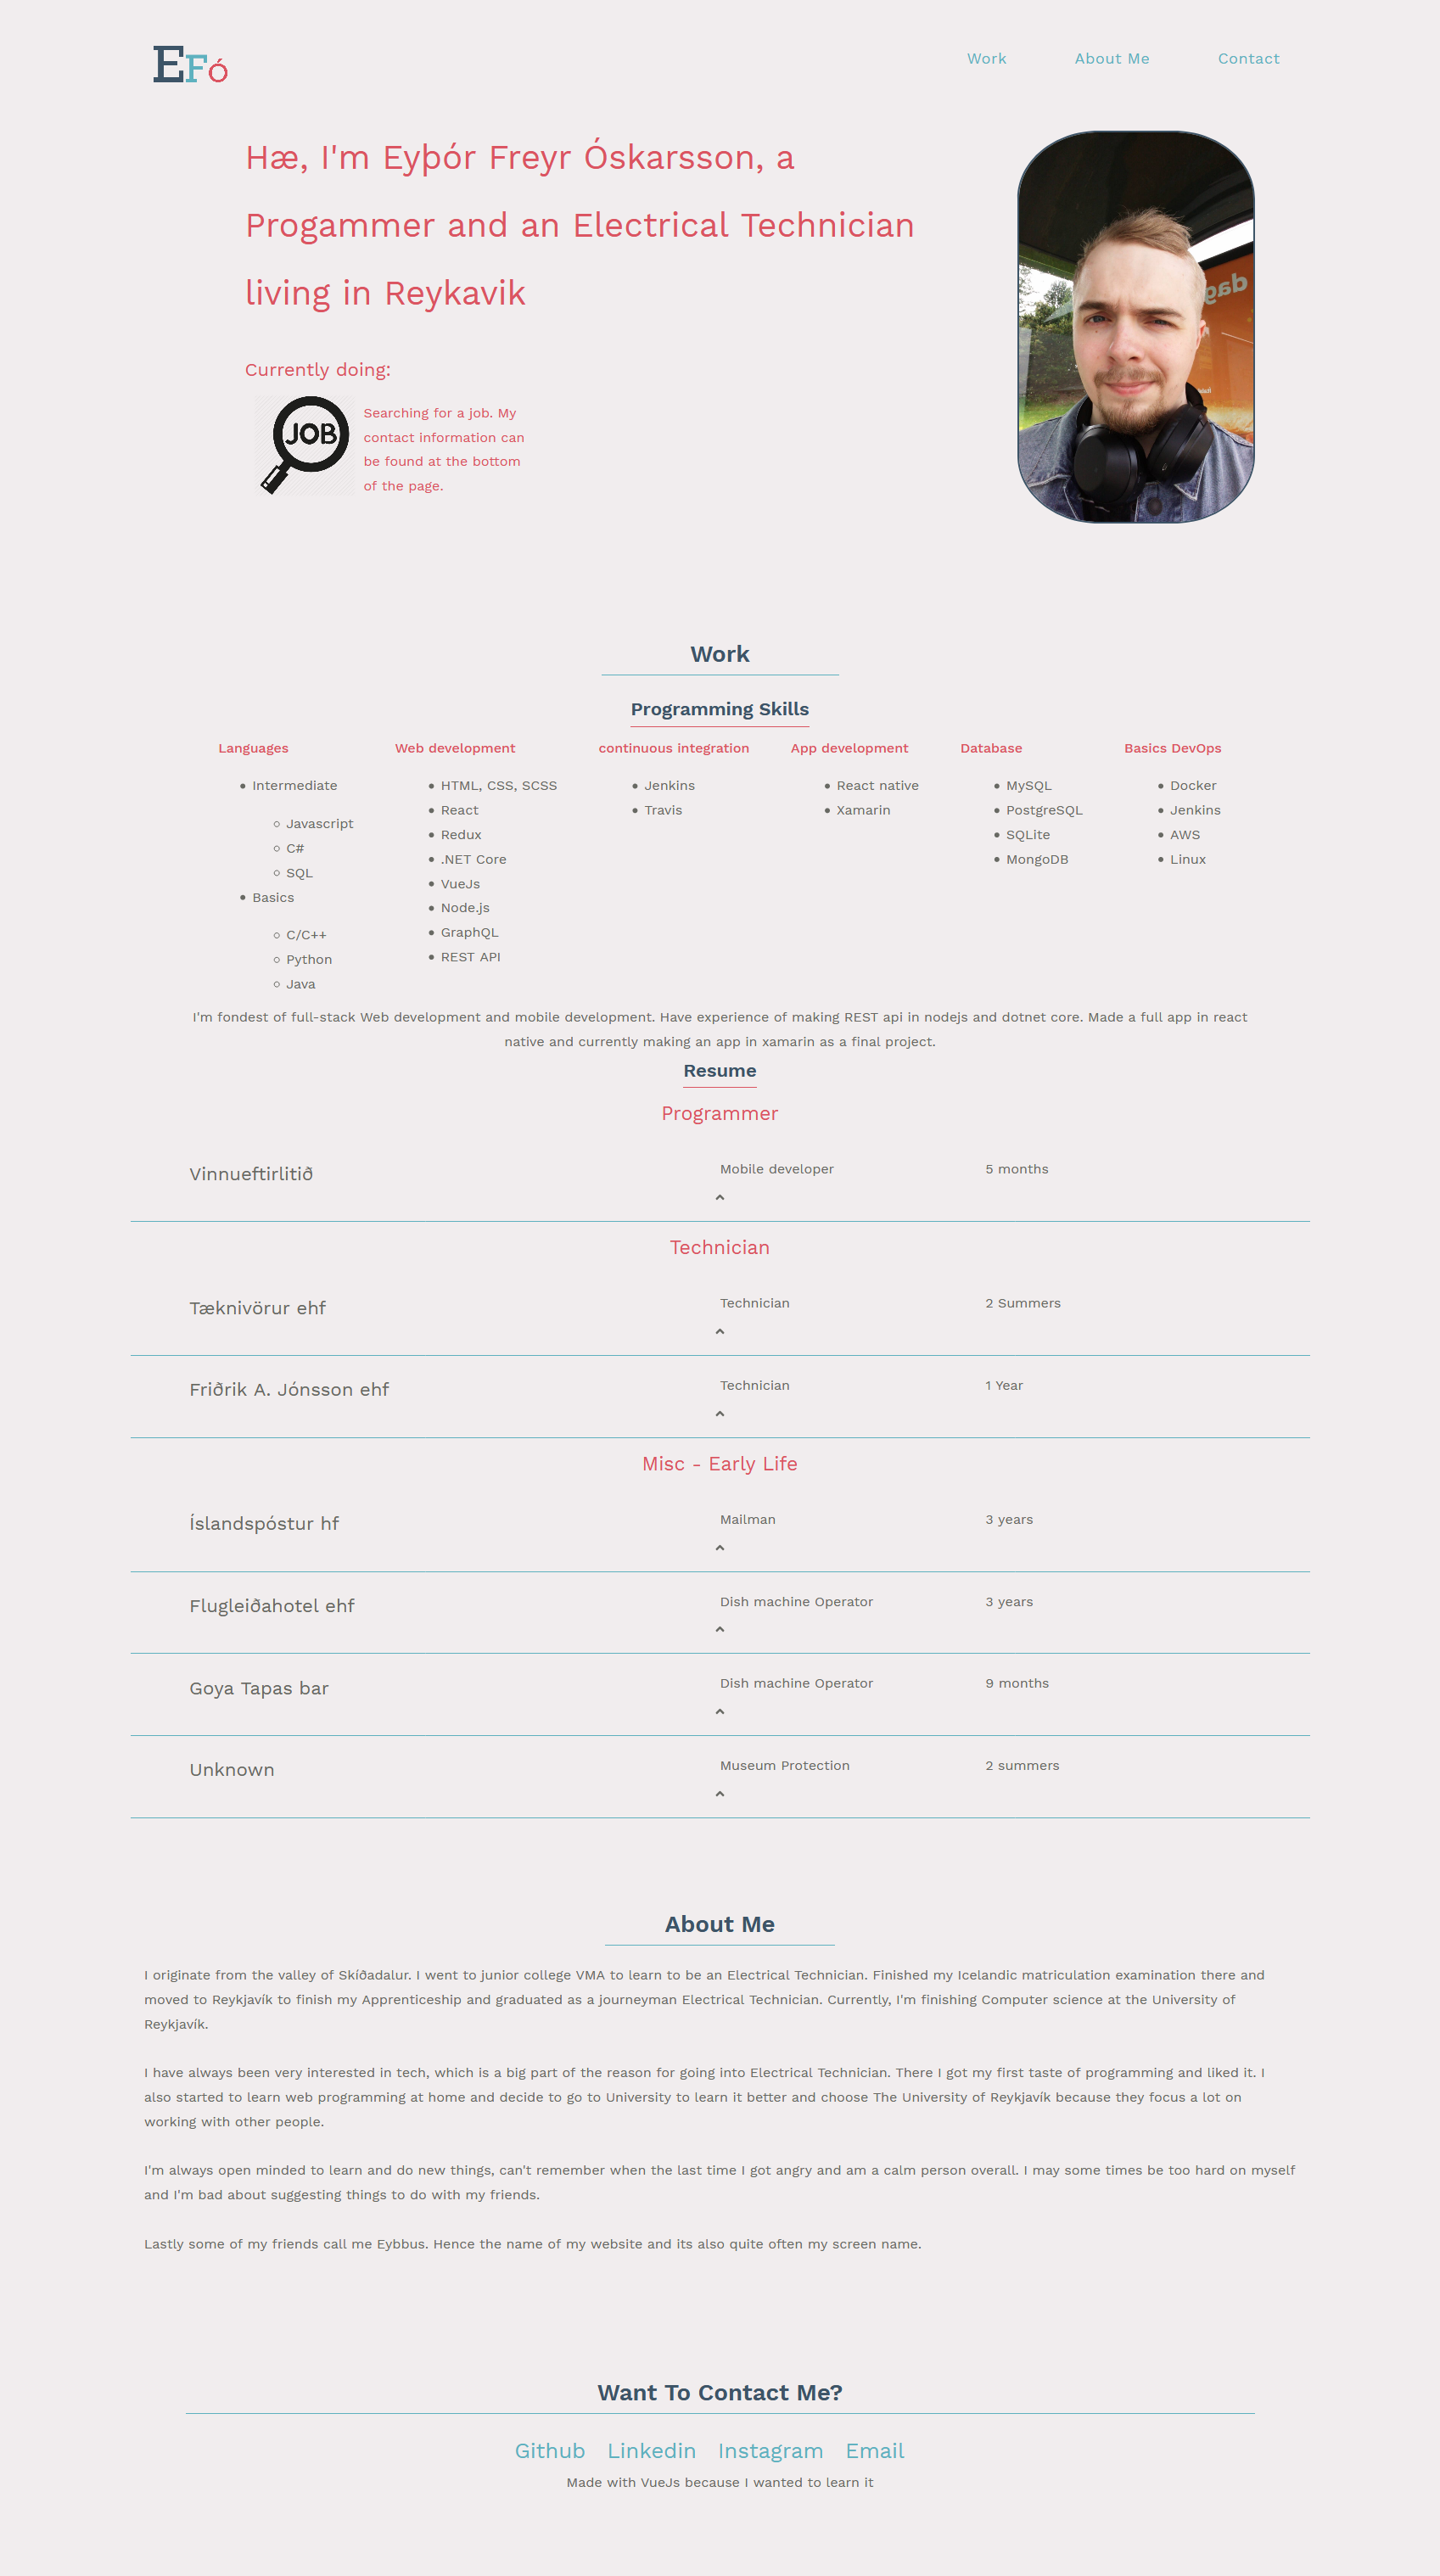 EFó
Work
About Me
Contact
Hæ, I'm Eyþór Freyr Óskarsson, a
Progammer and an Electrical Technician
living in Reykavik
Currently doing:
JOB
Searching for a job. My
contact information can
be found at the bottom
of the page.
dag
Work
Programming Skills
Languages
Intermediate
Javascript
C#
SQL
Basics
C/C++
Python
Java
Web development
HTML, CSS, SCSS
React
Redux
.NET Core
VueJs
Node.js
GraphQL
REST API
continuous integration
Jenkins
Travis
App development
React native
Xamarin
Database
MySQL
PostgreSQL
SQLite
MongoDB
Basics DevOps
Docker
Jenkins
AWS
Linux
I'm fondest of full-stack Web development and mobile development. Have experience of making REST api in nodejs and dotnet core. Made a full app in react
native and currently making an app in xamarin as a final project.
Resume
Programmer
Vinnueftirlitið
Mobile developer
5 months
Technician
Tæknivörur ehf
Technician
2 Summers
Friðrik A. Jónsson ehf
Technician
1 Year
Misc - Early Life
Íslandspóstur hf
Mailman
3 years
Flugleiðahotel ehf
Dish machine Operator
3 years
Goya Tapas bar
Dish machine Operator
9 months
Unknown
Museum Protection
2 summers
About Me
I originate from the valley of Skíðadalur. I went to junior college VMA to learn to be an Electrical Technician. Finished my Icelandic matriculation examination there and
moved to Reykjavík to finish my Apprenticeship and graduated as a journeyman Electrical Technician. Currently, I'm finishing Computer science at the University of
Reykjavík.
I have always been very interested in tech, which is a big part of the reason for going into Electrical Technician. There I got my first taste of programming and liked it. I
also started to learn web programming at home and decide to go to University to learn it better and choose The University of Reykjavík because they focus a lot on
working with other people.
I'm always open minded to learn and do new things, can't remember when the last time I got angry and am a calm person overall. I may some times be too hard on myself
and I'm bad about suggesting things to do with my friends.
Lastly some of my friends call me Eybbus. Hence the name of my website and its also quite often my screen name.
Want To Contact Me?
Github
Linkedin
Instagram
Email
Made with VueJs because I wanted to learn it